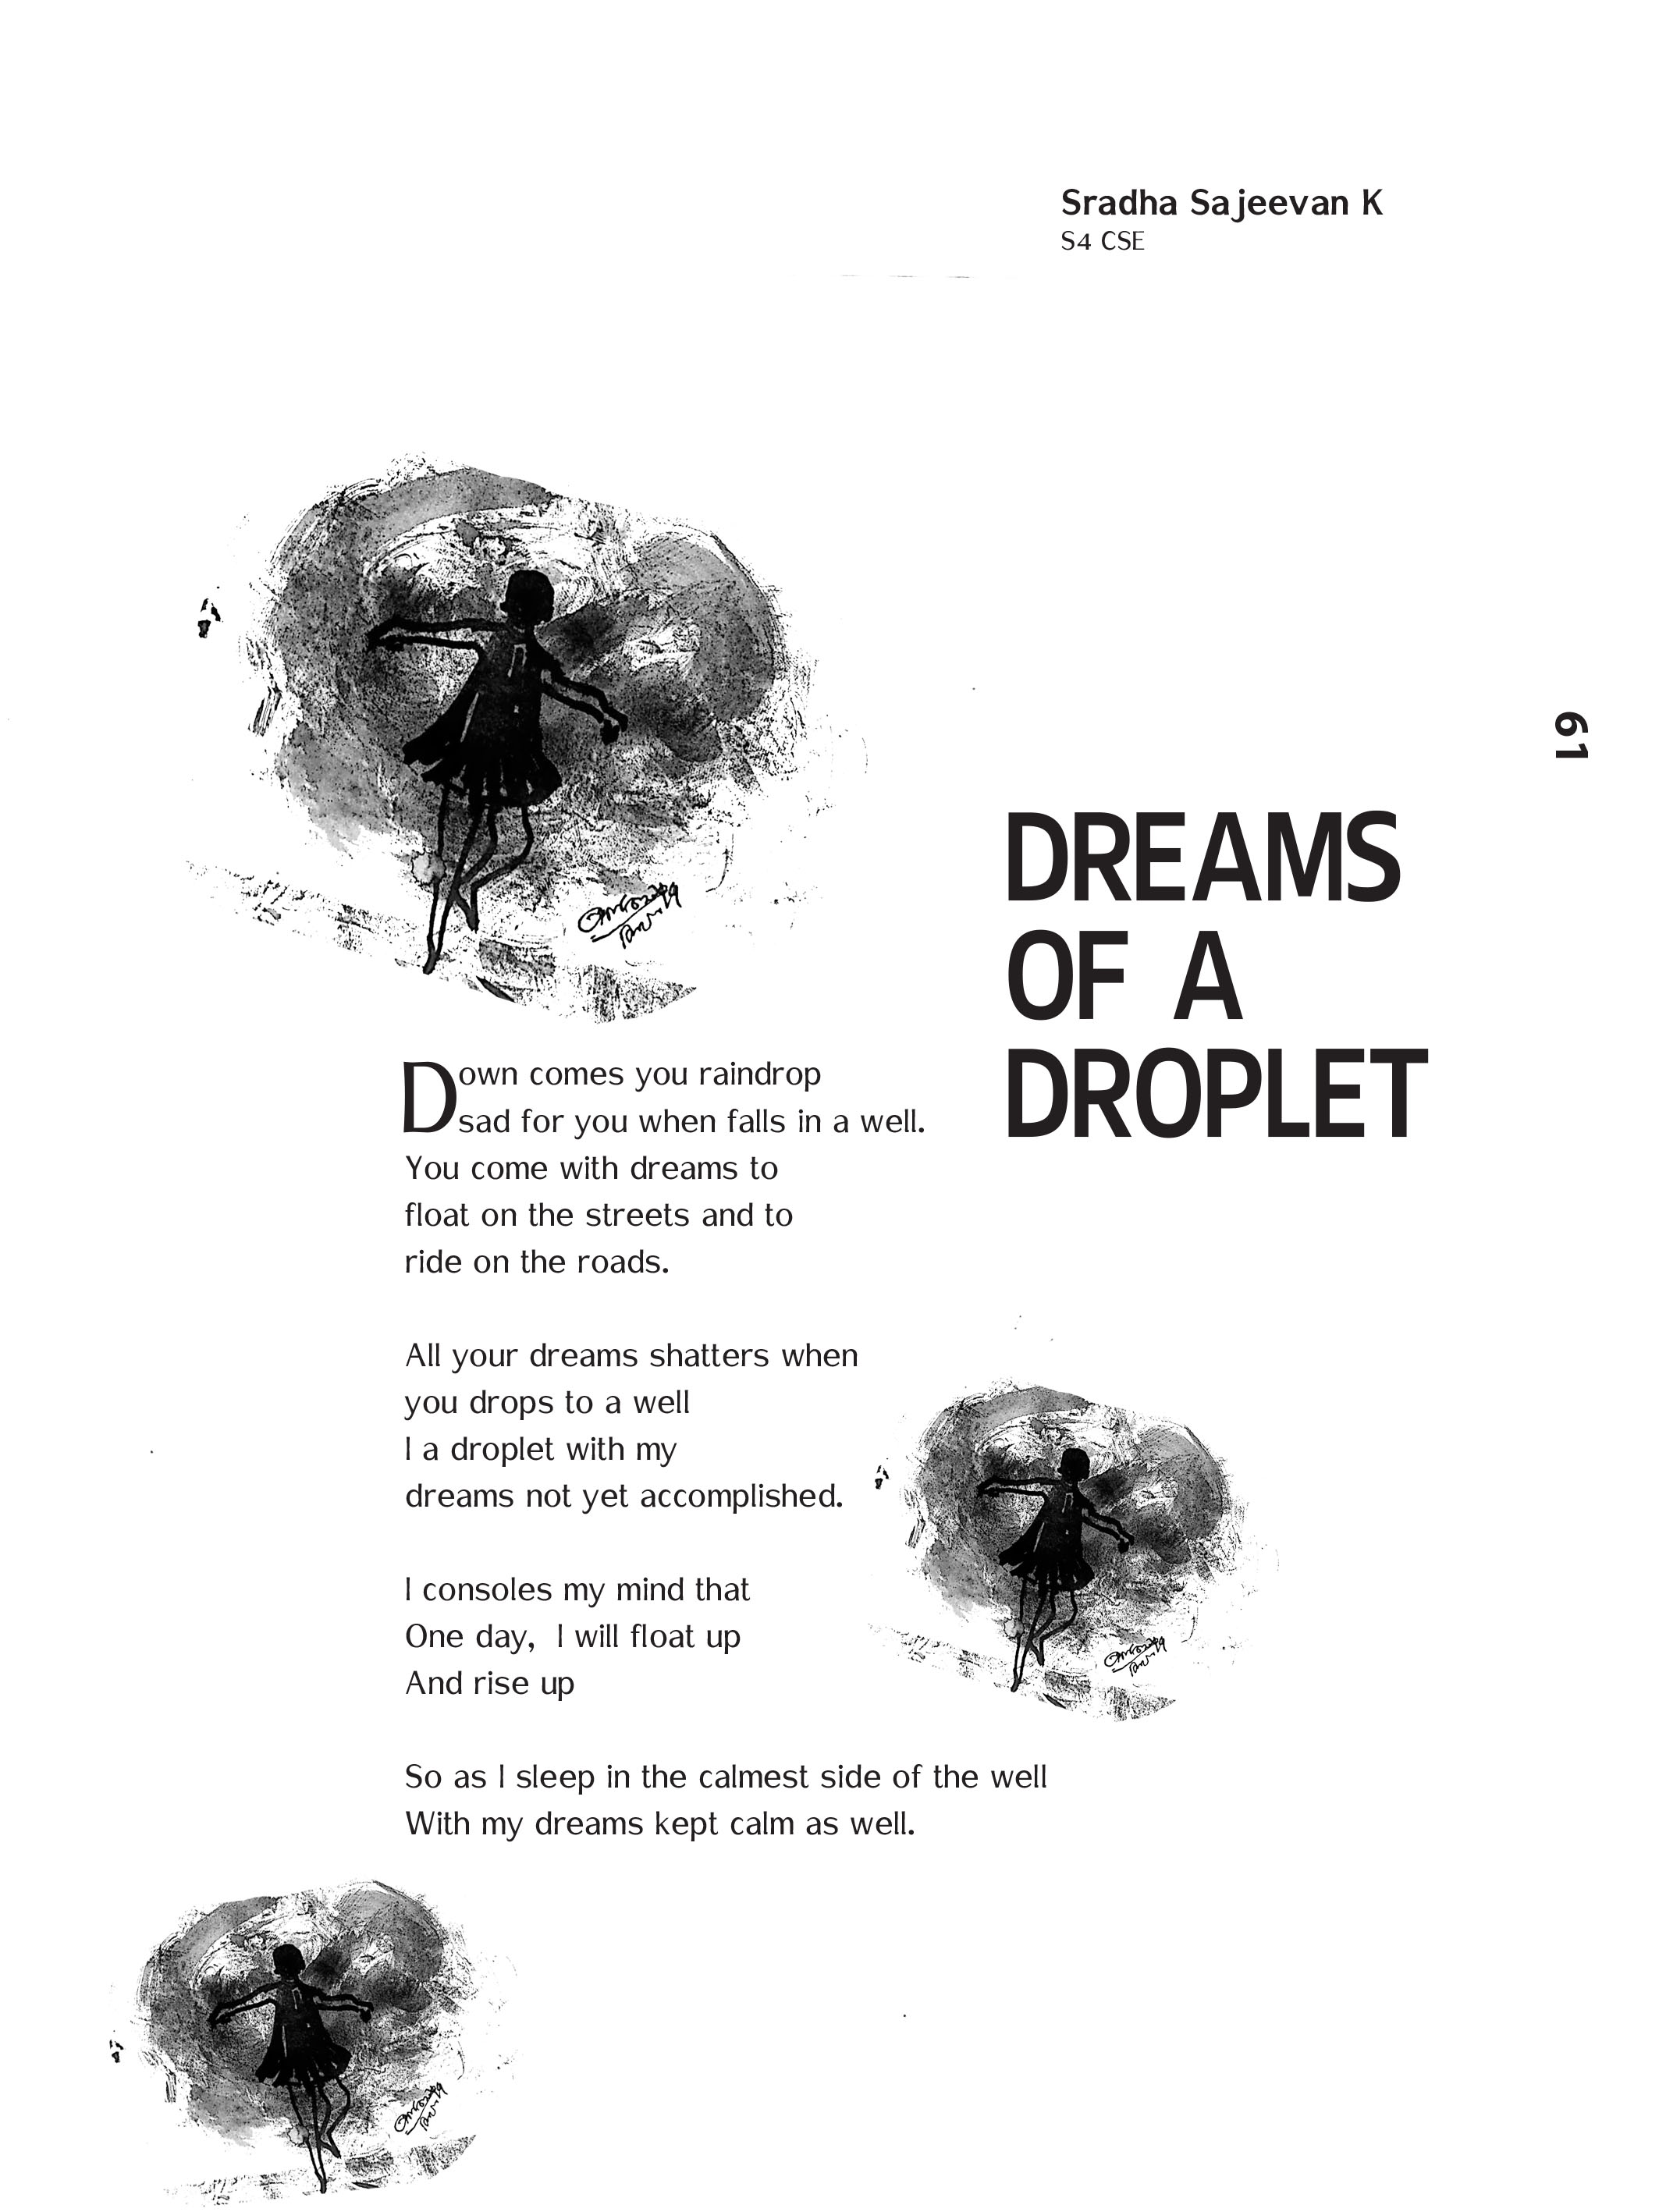 Sradha Sajeevan K
S4 CSE
61
DREAMS
OF A
DROPLET
Down comes you raindrop
sad for you when falls in a well.
You come with dreams to
float on the streets and to
ride on the roads.
All your dreams shatters when
you drops to a well
I a droplet with my
dreams not yet accomplished.
I consoles my mind that
One day, I will float up
And rise up
So as I sleep in the calmest side of the well
With my dreams kept calm as well.